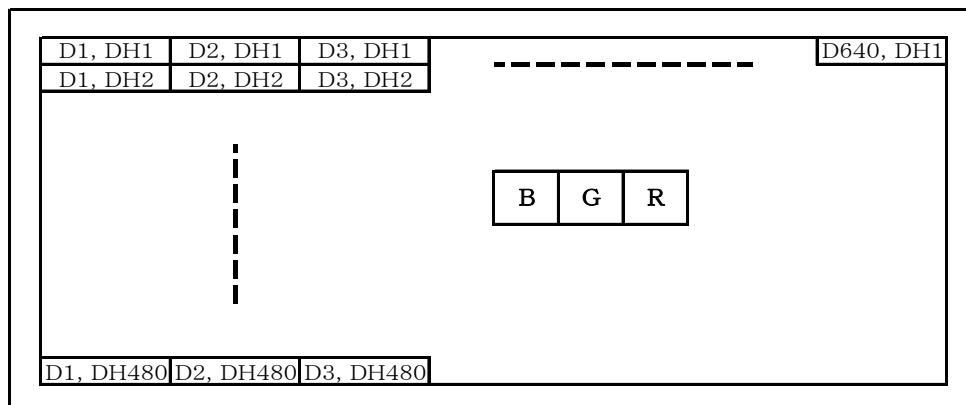 D1, DH1 D2, DH1 D3, DH1 D640, DH1
D1, DH2 D2, DH2 D3, DH2
B G R
D1, DH480 D2, DH480 D3, DH480